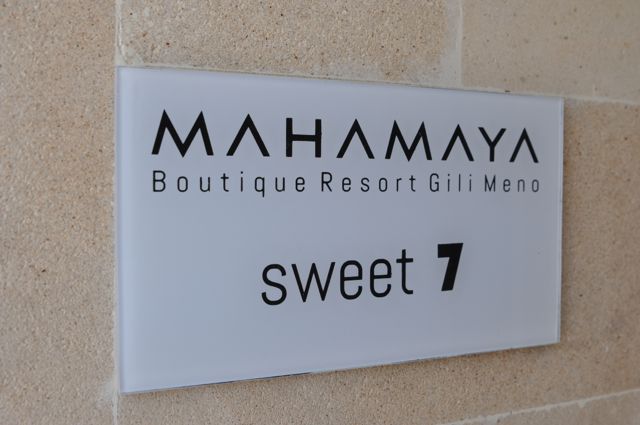 MAHAMAYA
Boutique Resort Gili Meno
sweet 7